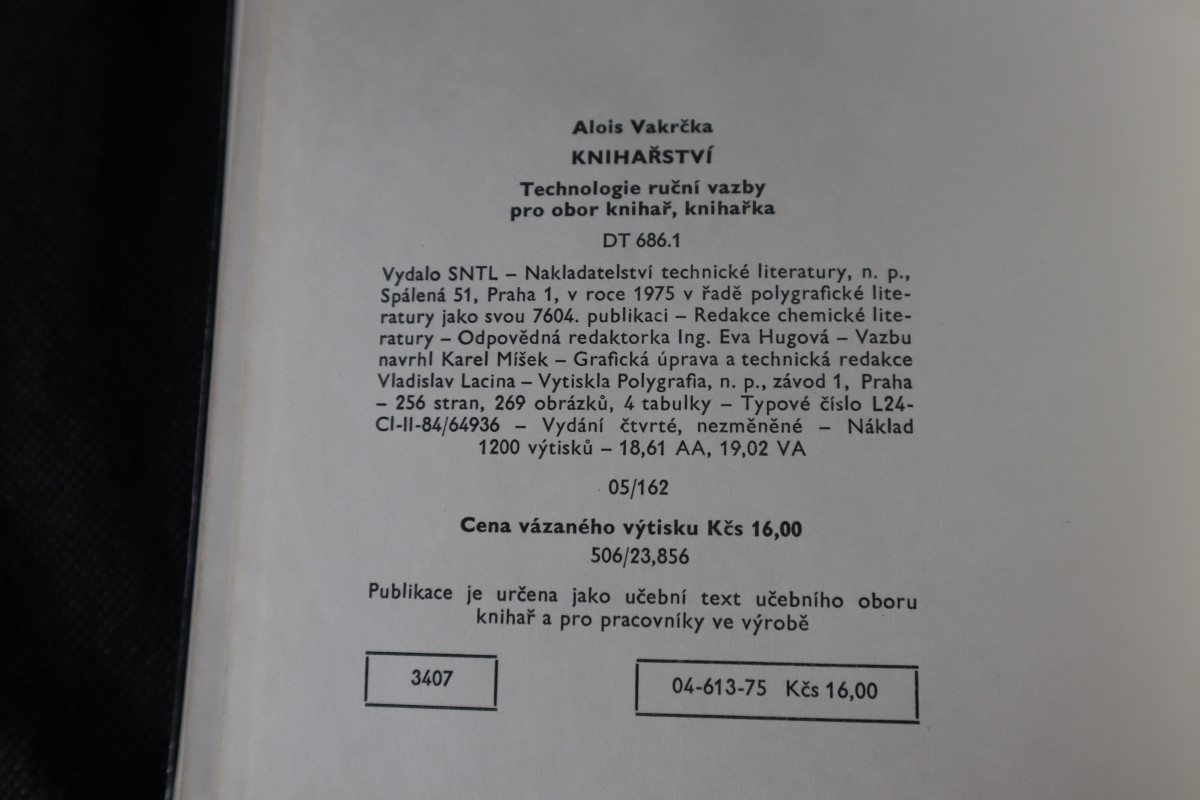 Alois Vakrčka
KNIHAŘSTVÍ
Technologie ruční vazby
pro obor knihař, knihařka
DT 686.1
Vydalo SNTL – Nakladatelství technické literatury, n. p.,
Spálená 51, Praha 1, v roce 1975 v řadě polygrafické lite-
ratury jako svou 7604. publikaci – Redakce chemické lite-
ratury – Odpovědná redaktorka Ing. Eva Hugová – Vazbu
navrhl Karel Míšek – Grafická úprava a technická redakce
Vladislav Lacina – Vytiskla Polygrafia, n. p., závod 1, Praha
– 256 stran, 269 obrázků, 4 tabulky – Typové číslo L24-
CI-II-84/64936 – Vydání čtvrté, nezměněné – Náklad
1200 výtisků – 18,61 AA, 19,02 VA
05/162
Cena vázaného výtisku Kčs 16,00
506/23,856
Publikace je určena jako učební text učebního oboru
knihař a pro pracovníky ve výrobě
3407
04-613-75 Kčs 16,00